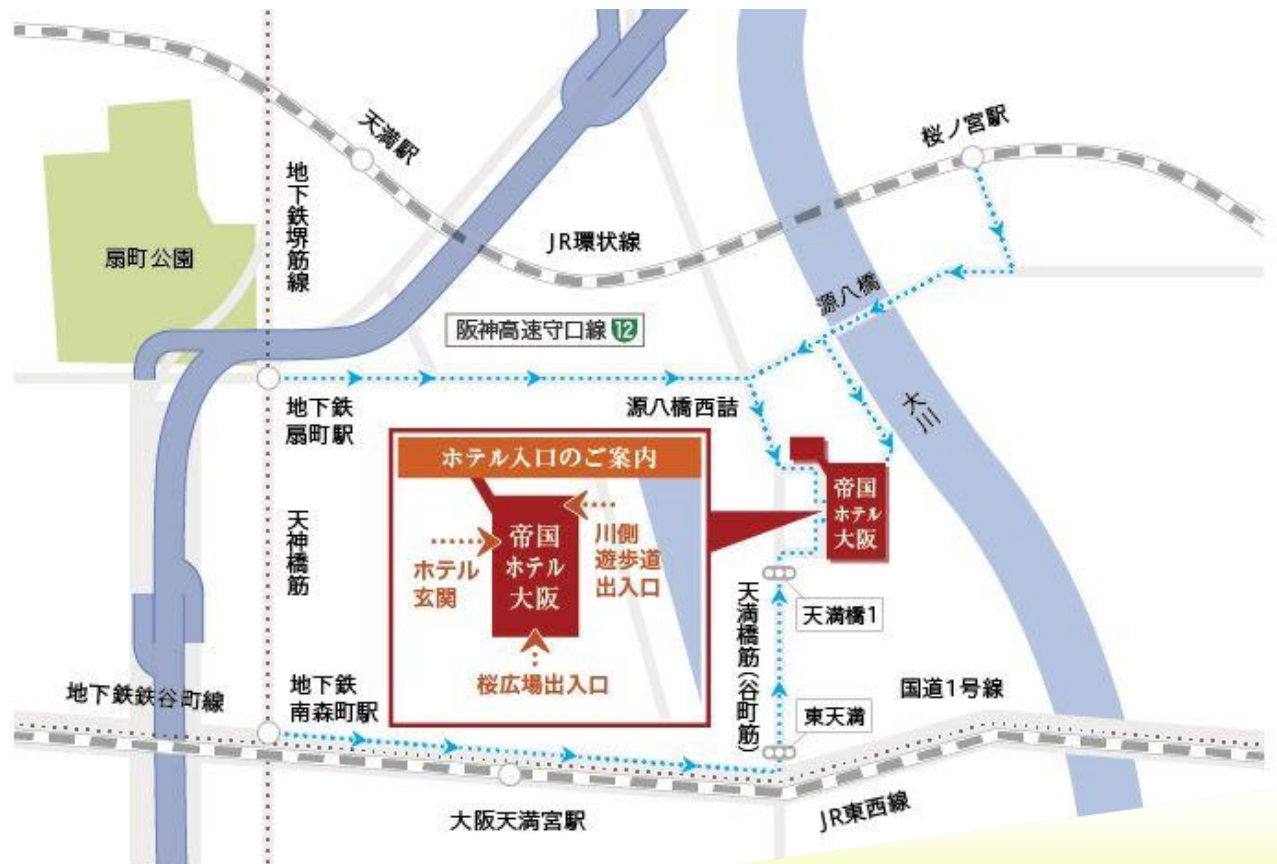 天満駅
桜ノ宮駅
地下鉄堺筋線
扇町公園
JR環状線
源八橋
阪神高速守口線 12
大川
地下鉄
扇町駅
源八橋西詰
ホテル入口のご案内
帝国
ホテル
大阪
川側
遊歩道
出入口
ホテル
玄関
桜広場出入口
帝国
ホテル
大阪
天神橋筋
天満橋1
天満橋筋(谷町筋)
地下鉄鉄谷町線
地下鉄
南森町駅
国道1号線
東天満
大阪天満宮駅
JR東西線